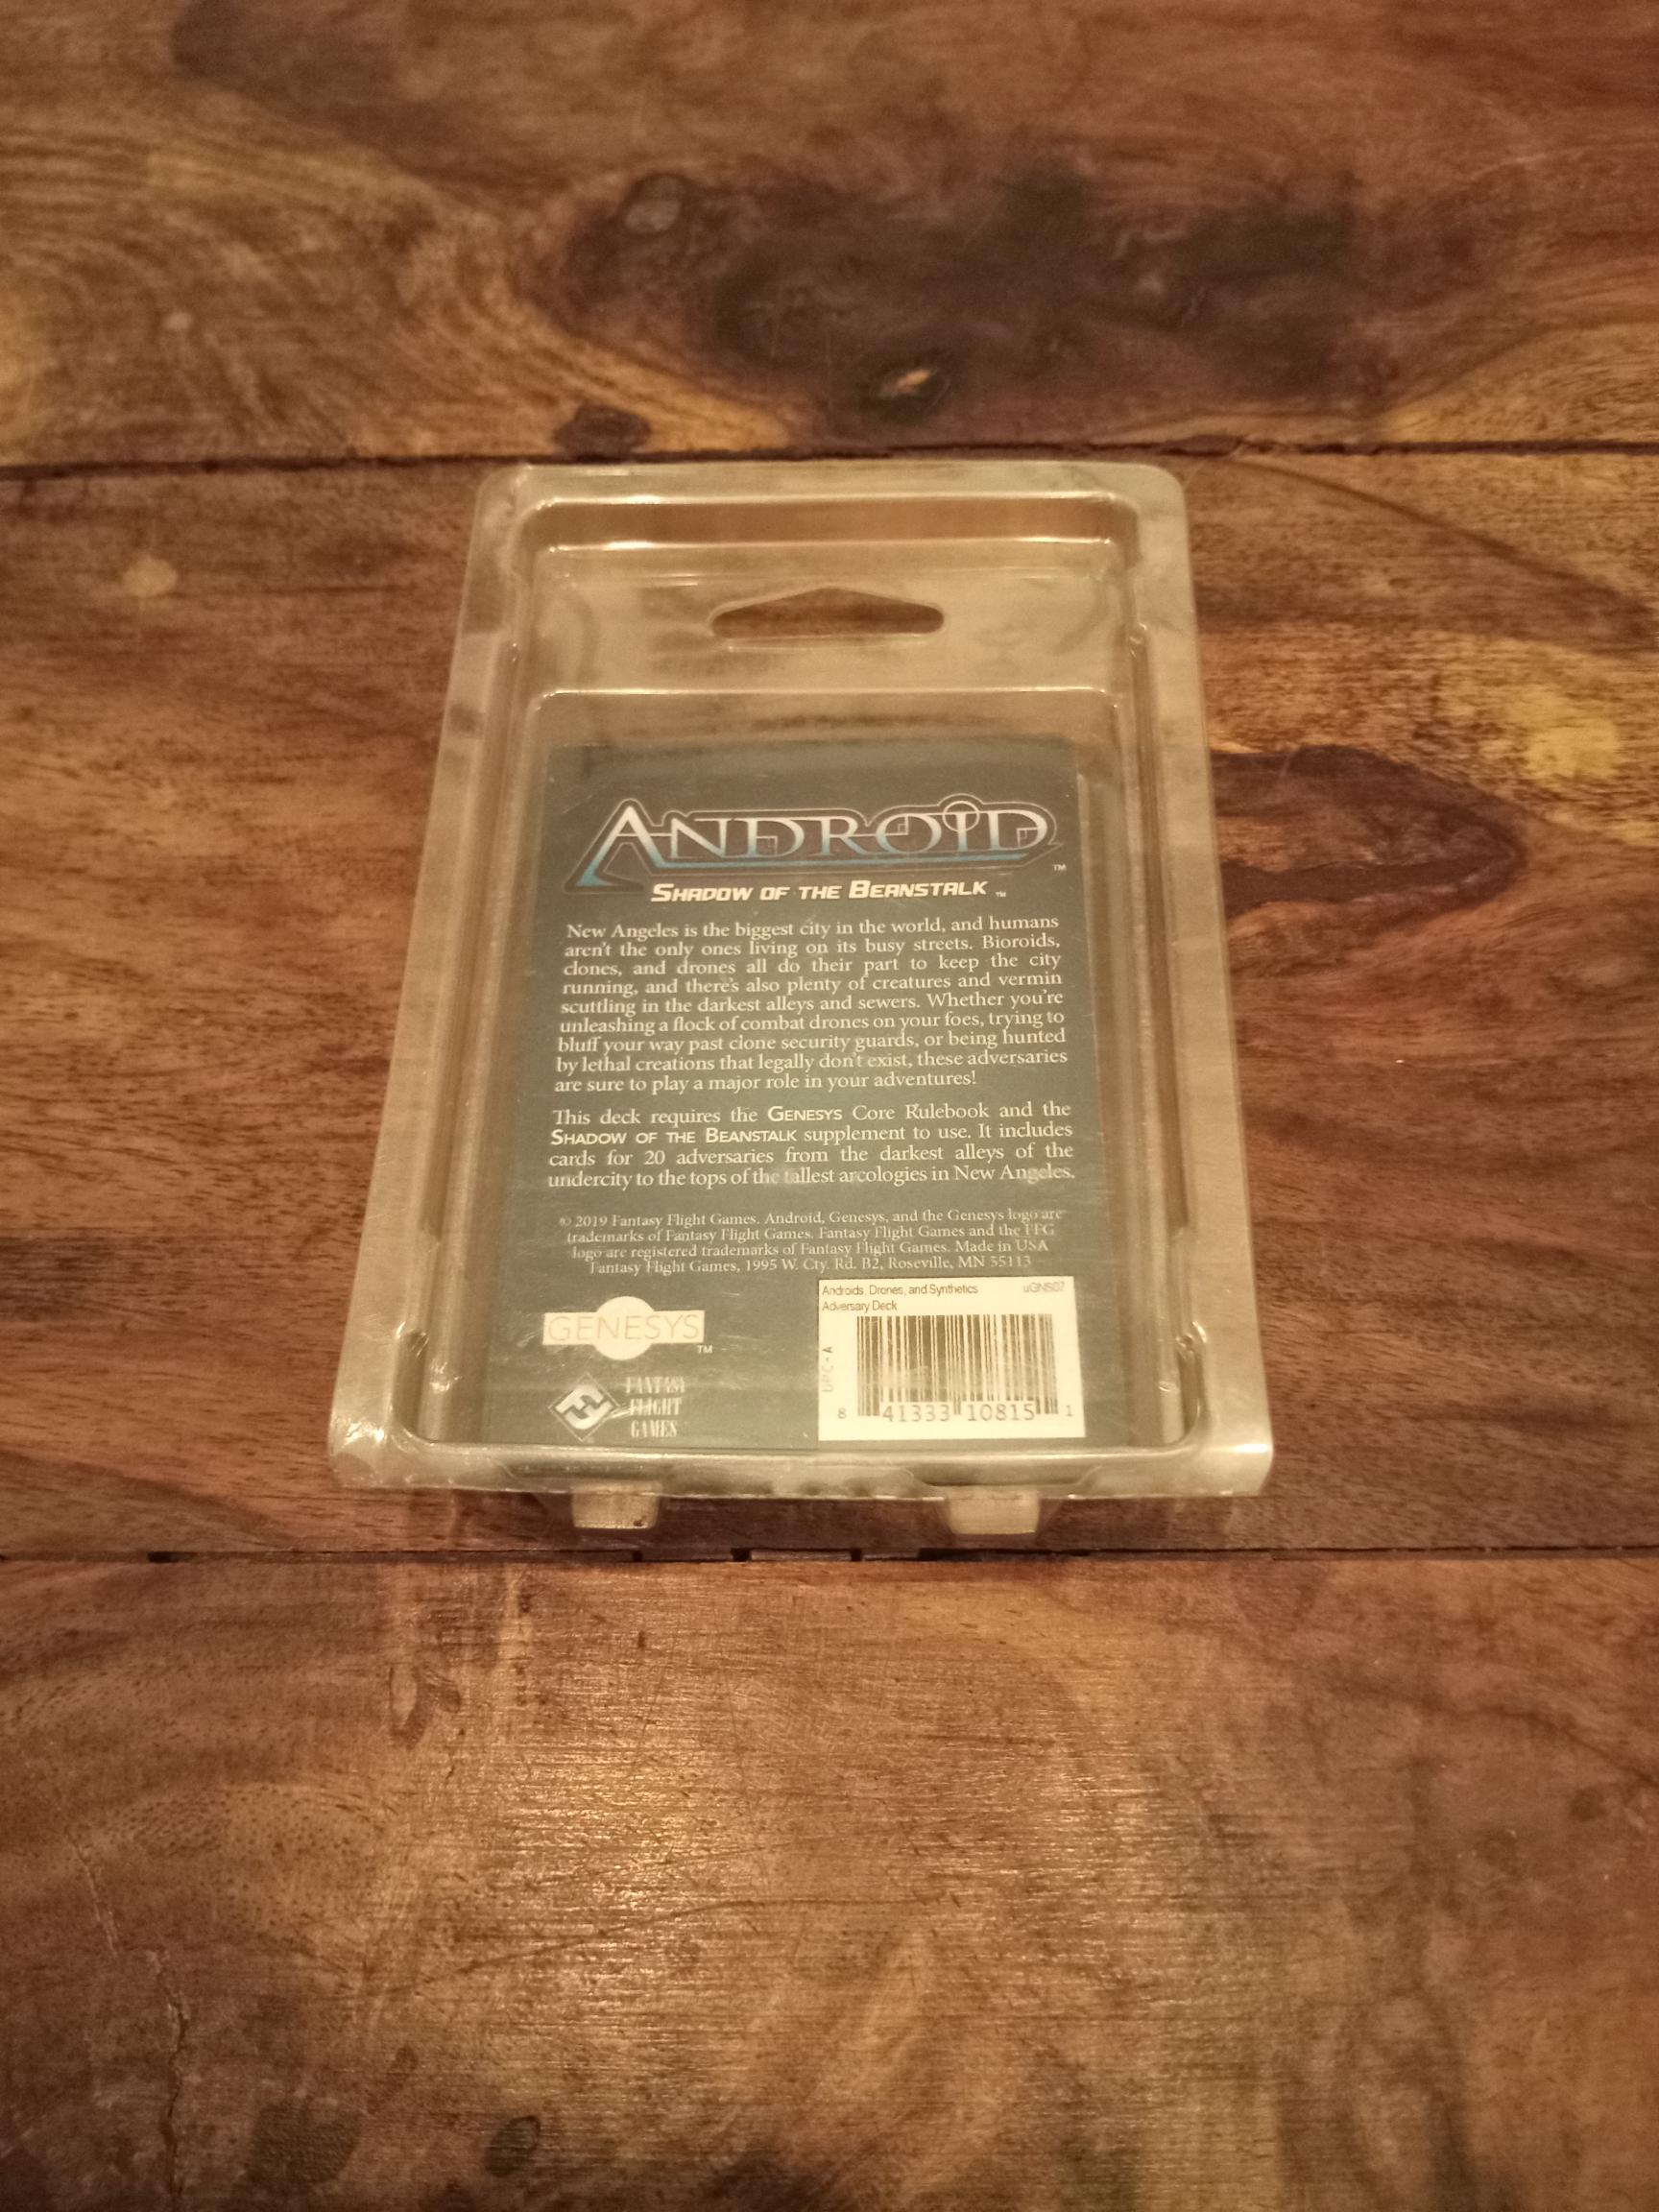 ANDROID
™
SHADOW OF THE BEANSTALK ™
New Angeles is the biggest city in the world, and humans
aren't the only ones living on its busy streets. Bioroids,
clones, and drones all do their part to keep the city
running, and there's also plenty of creatures and vermin
scuttling in the darkest alleys and sewers. Whether you're
unleashing a flock of combat drones on your foes, trying to
bluff your way past clone security guards, or being hunted
by lethal creations that legally don't exist, these adversaries
are sure to play a major role in your adventures!
This deck requires the GENESYS Core Rulebook and the
SHADOW OF THE BEANSTALK supplement to use. It includes
cards for 20 adversaries from the darkest alleys of the
undercity to the tops of the tallest arcologies in New Angeles.
© 2019 Fantasy Flight Games. Android, Genesys, and the Genesys logo are
trademarks of Fantasy Flight Games. Fantasy Flight Games and the FFG
logo are registered trademarks of Fantasy Flight Games. Made in USA
Fantasy Flight Games, 1995 W. Cty. Rd. B2, Roseville, MN 55113
Androids, Drones, and Synthetics uGNS07
Adversary Deck
GENESYS
™
UPC-A
FANTASY
FLIGHT
GAMES
8 41333 10815 1